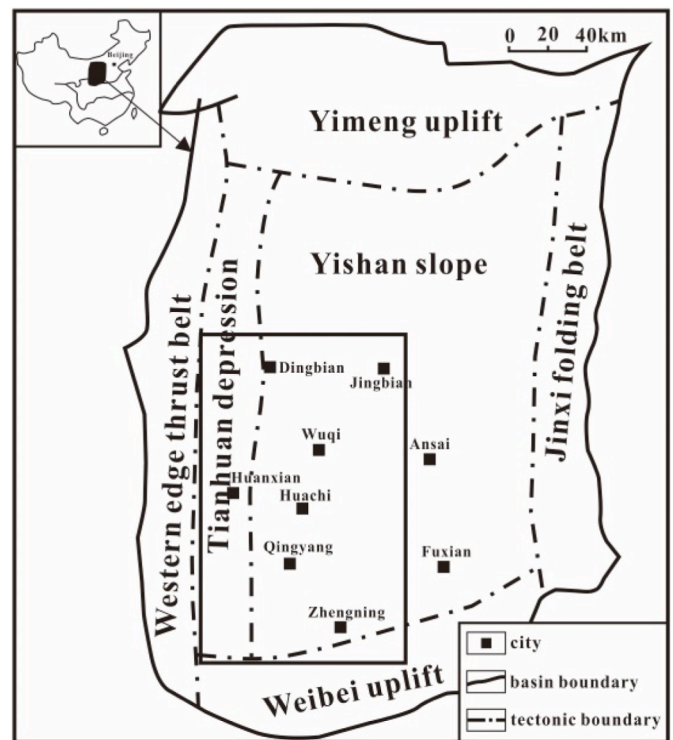 Beijing
0 20 40km
Yimeng uplift
Yishan slope
Western edge thrust belt
Tianhuan depression
Jinxi folding belt
Dingbian
Jingbian
Wuqi
Ansai
Huanxian
Huachi
Qingyang
Fuxian
Zhengning
Weibei uplift
city
basin boundary
tectonic boundary